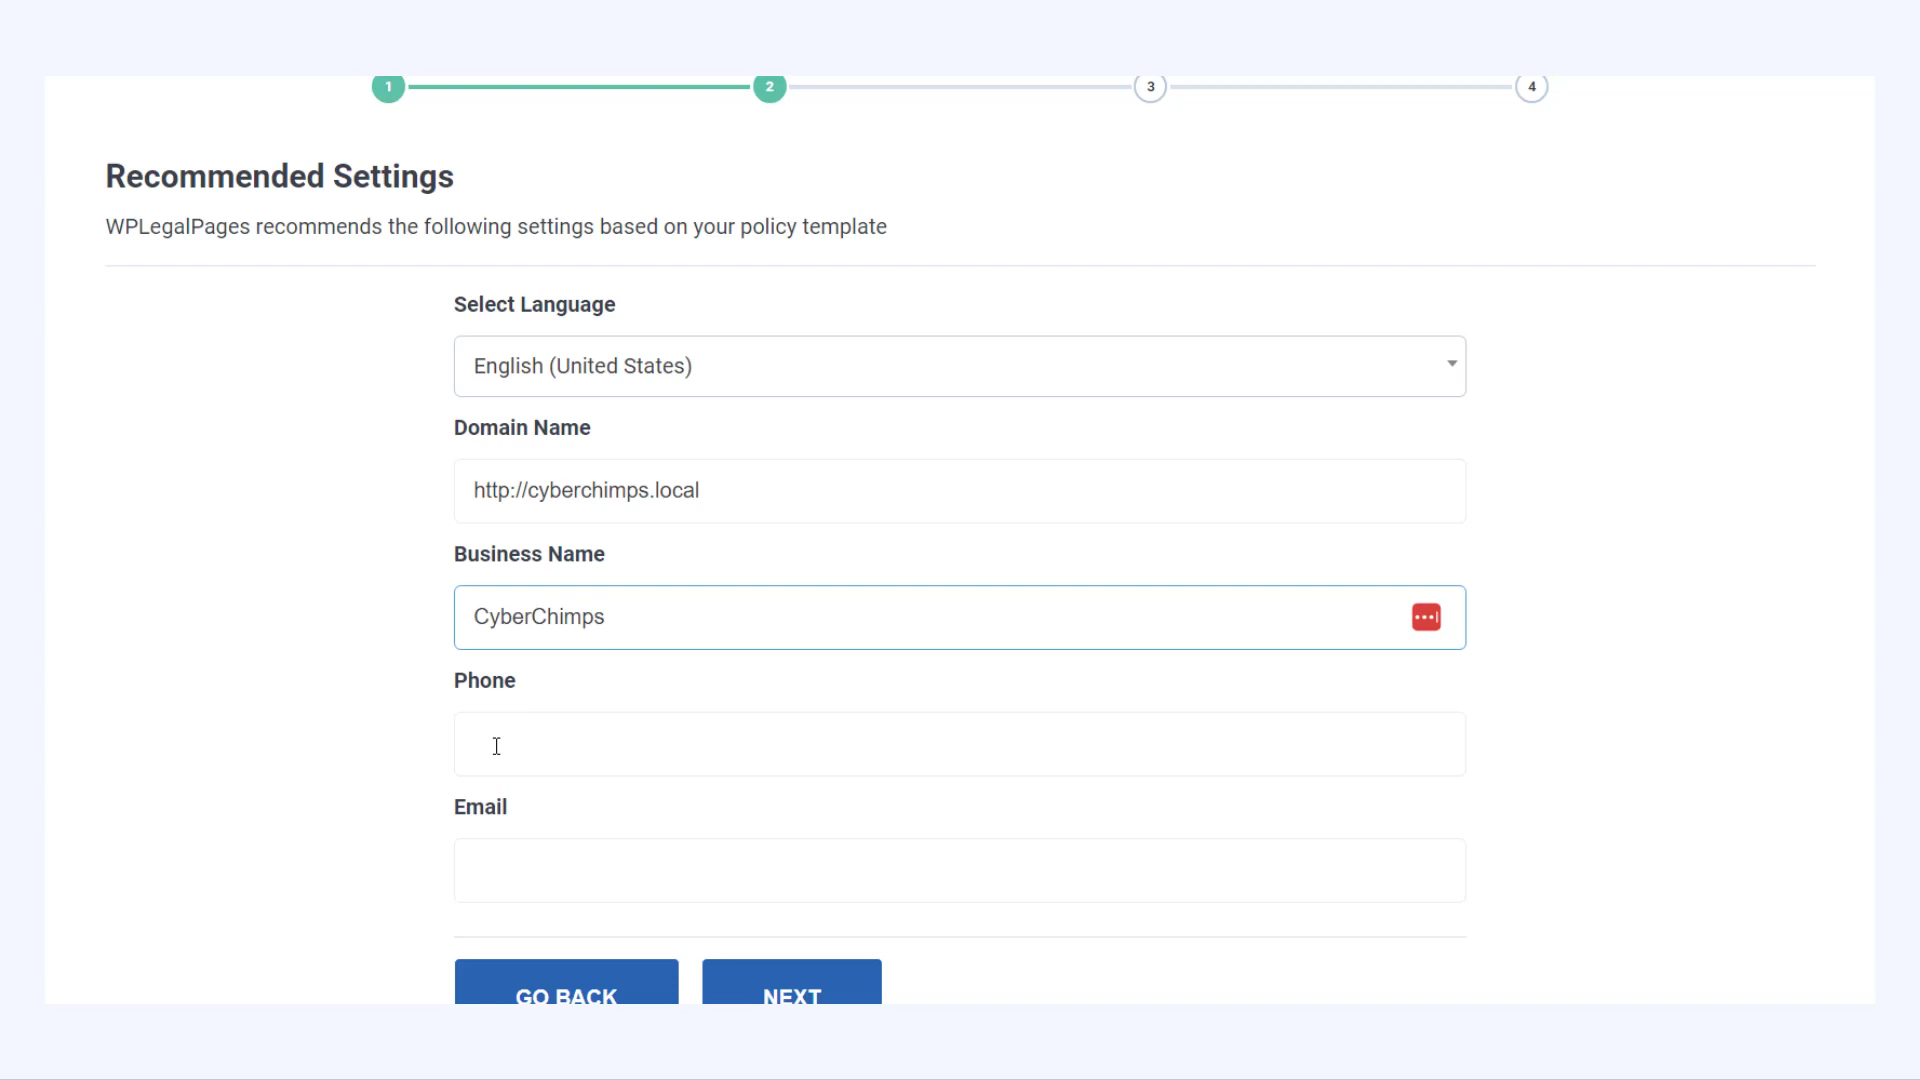 1 2 3 4
Recommended Settings
WPLegalPages recommends the following settings based on your policy template
Select Language
English (United States)
Domain Name
http://cyberchimps.local
Business Name
CyberChimps
Phone
Email
GO BACK NEXT